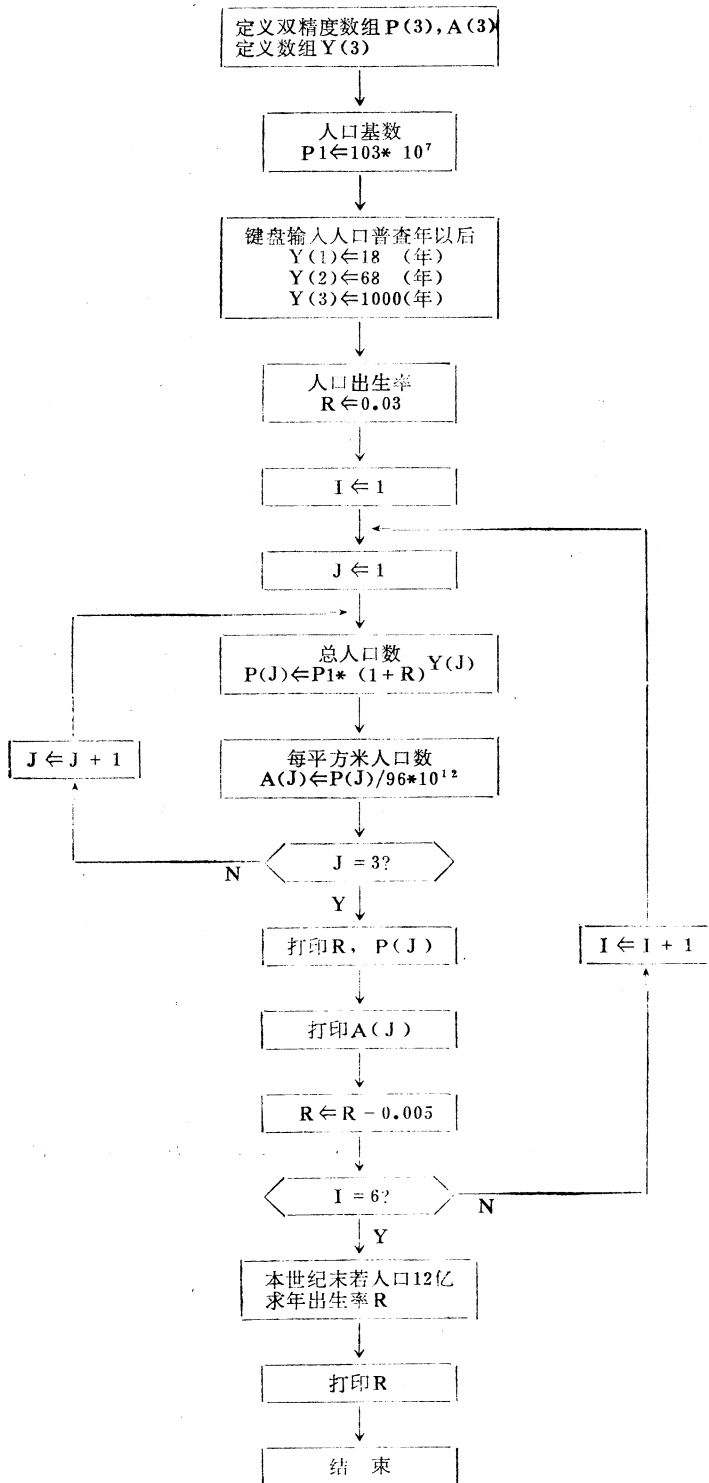 定义双精度数组P(3),A(3)
定义数组Y(3)
人口基数
P1⇐103* 10⁷
键盘输入人口普查年以后
Y(1)⇐18 (年)
Y(2)⇐68 (年)
Y(3)⇐1000(年)
人口出生率
R⇐0.03
I⇐1
J⇐1
总人口数
P(J)⇐P1* (1+R)^Y(J)
J⇐J+1
每平方米人口数
A(J)⇐P(J)/96*10¹²
J=3?
N
Y
打印R, P(J)
I⇐I+1
打印A(J)
R⇐R-0.005
I=6?
N
Y
本世纪末若人口12亿
求年出生率R
打印R
结 束